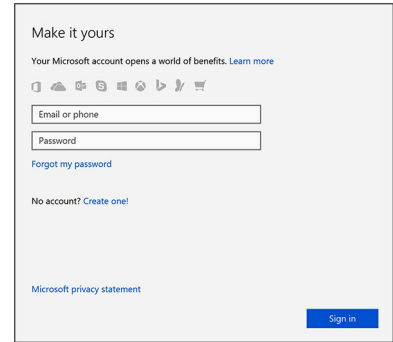 Make it yours
Your Microsoft account opens a world of benefits. Learn more
Email or phone
Password
Forgot my password
No account? Create one!
Microsoft privacy statement
Sign in